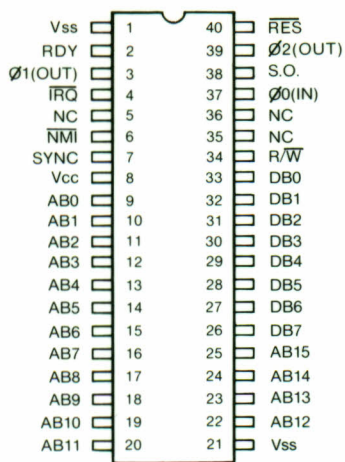 Vss 1 40 R̅E̅S̅
RDY 2 39 Ø2(OUT)
Ø1(OUT) 3 38 S.O.
I̅R̅Q̅ 4 37 Ø0(IN)
NC 5 36 NC
N̅M̅I̅ 6 35 NC
SYNC 7 34 R/W̅
Vcc 8 33 DB0
AB0 9 32 DB1
AB1 10 31 DB2
AB2 11 30 DB3
AB3 12 29 DB4
AB4 13 28 DB5
AB5 14 27 DB6
AB6 15 26 DB7
AB7 16 25 AB15
AB8 17 24 AB14
AB9 18 23 AB13
AB10 19 22 AB12
AB11 20 21 Vss